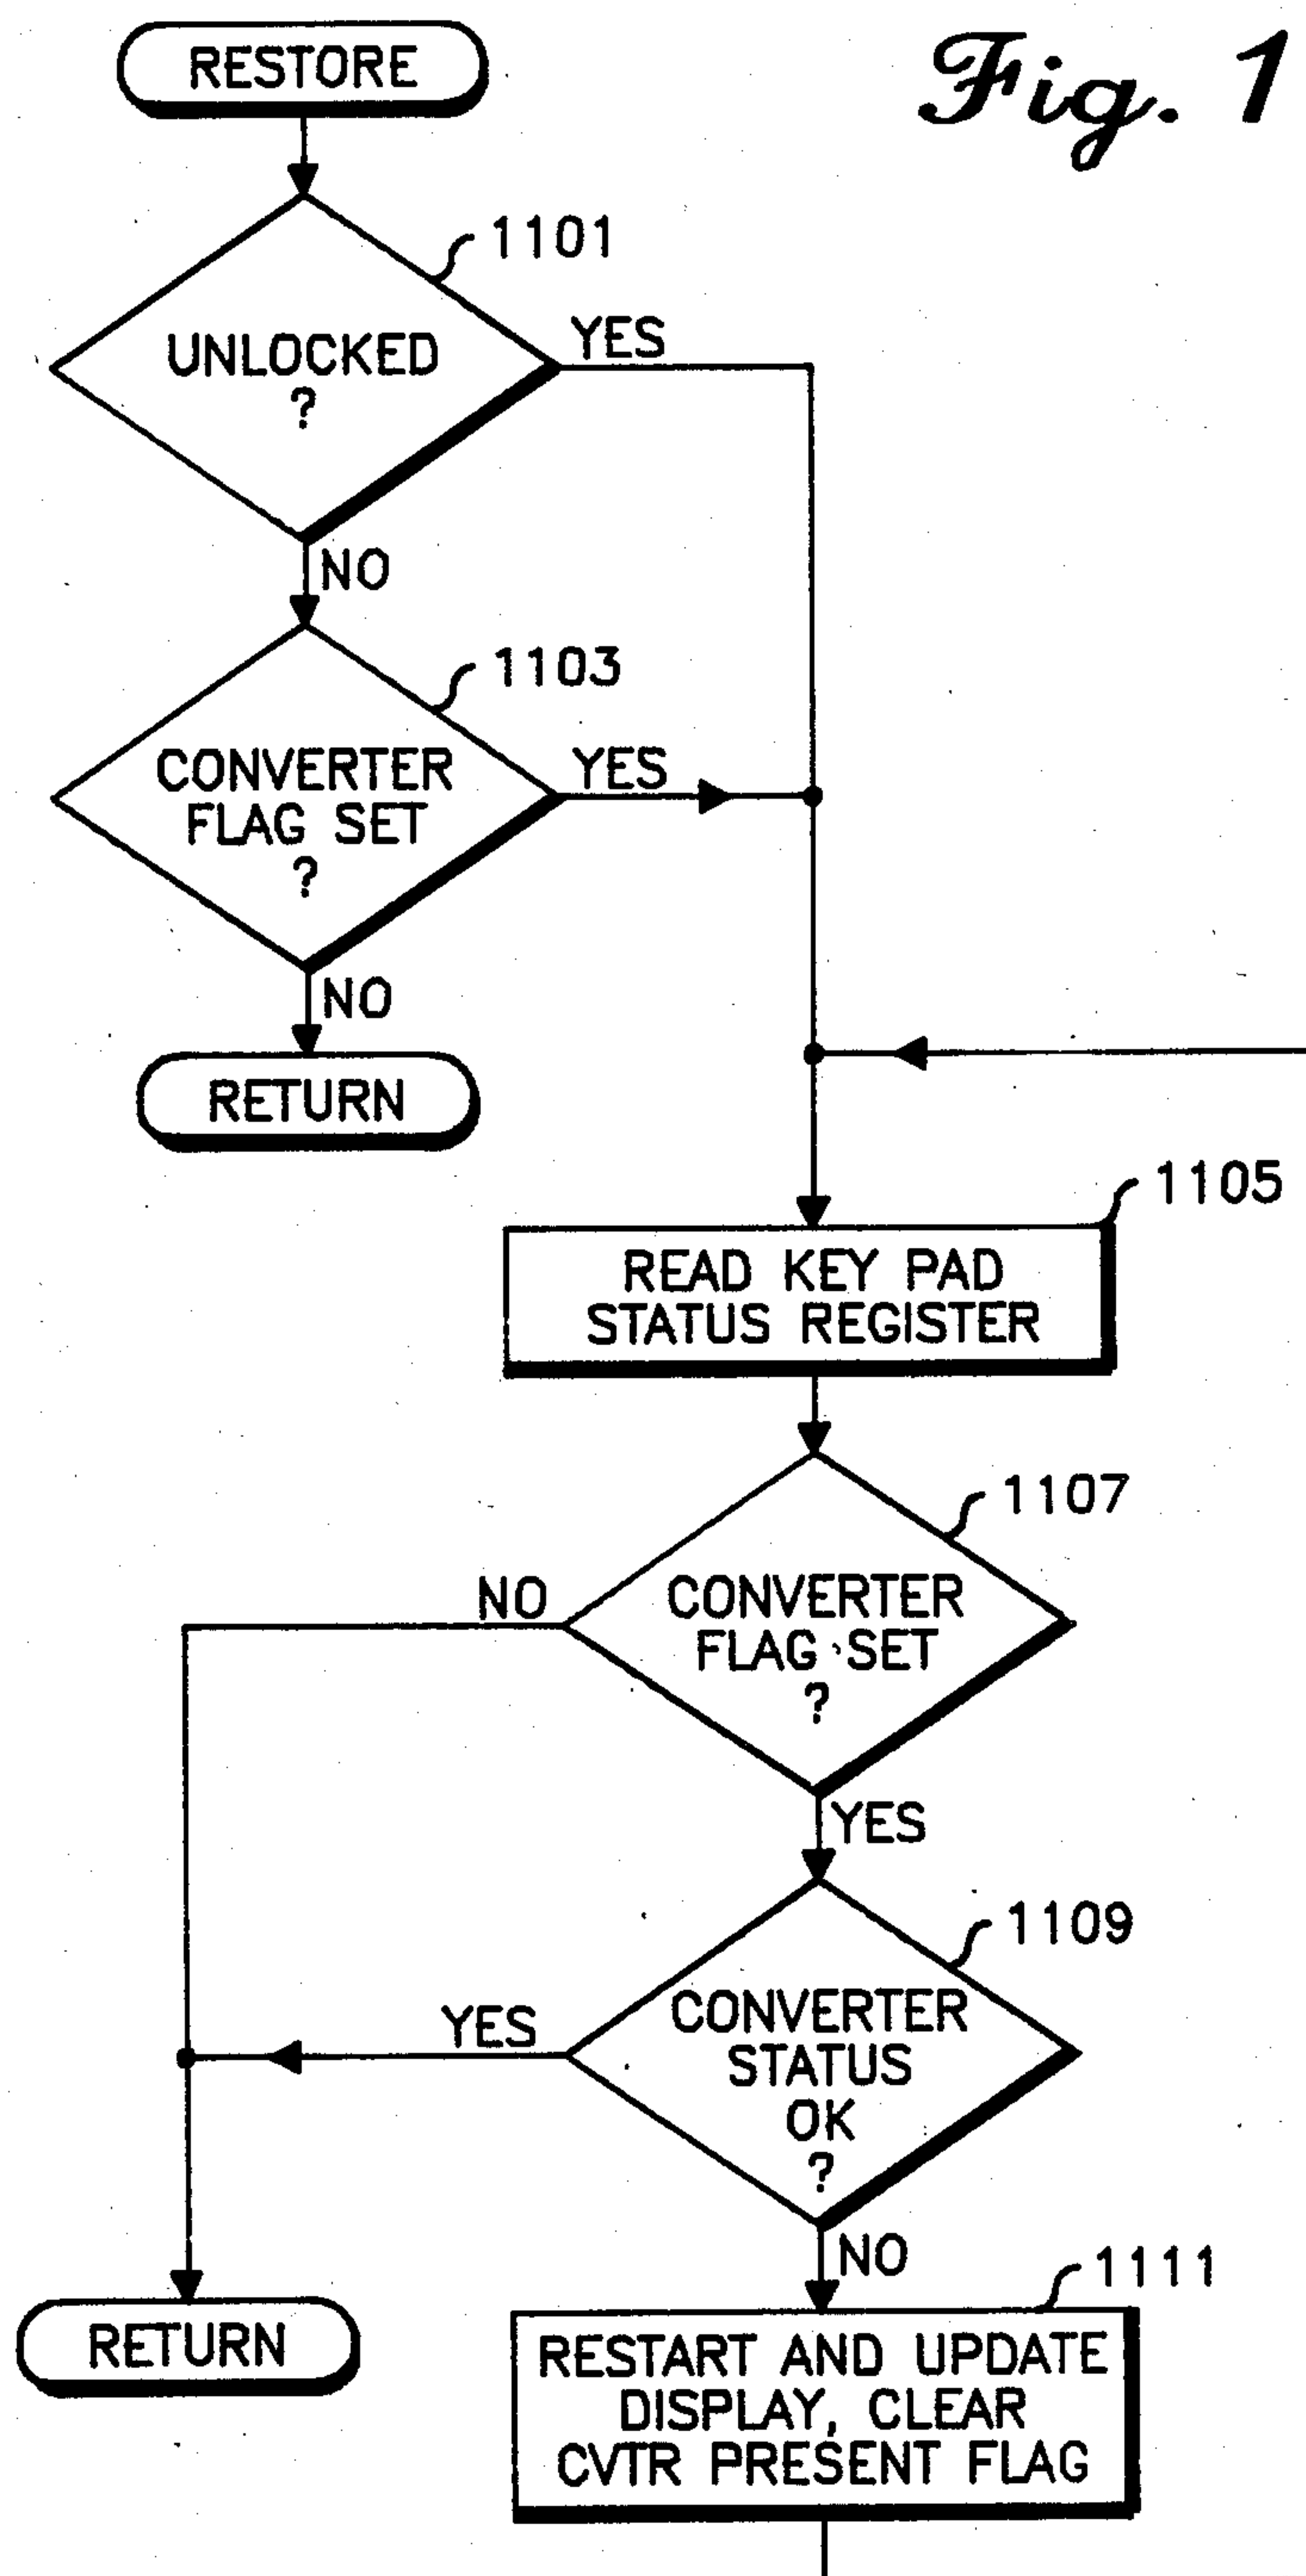 RESTORE
Fig. 1
1101
UNLOCKED
?
YES
NO
1103
CONVERTER
FLAG SET
?
YES
NO
RETURN
1105
READ KEY PAD
STATUS REGISTER
1107
CONVERTER
FLAG SET
?
NO
YES
1109
CONVERTER
STATUS
OK
?
YES
NO
1111
RETURN
RESTART AND UPDATE
DISPLAY, CLEAR
CVTR PRESENT FLAG